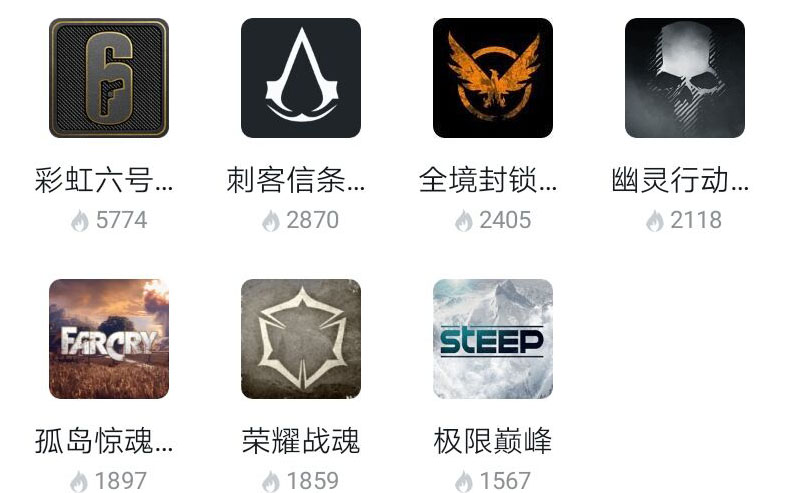 彩虹六号... 刺客信条... 全境封锁... 幽灵行动...
5774 2870 2405 2118
FARCRY STEEP
孤岛惊魂... 荣耀战魂 极限巅峰
1897 1859 1567